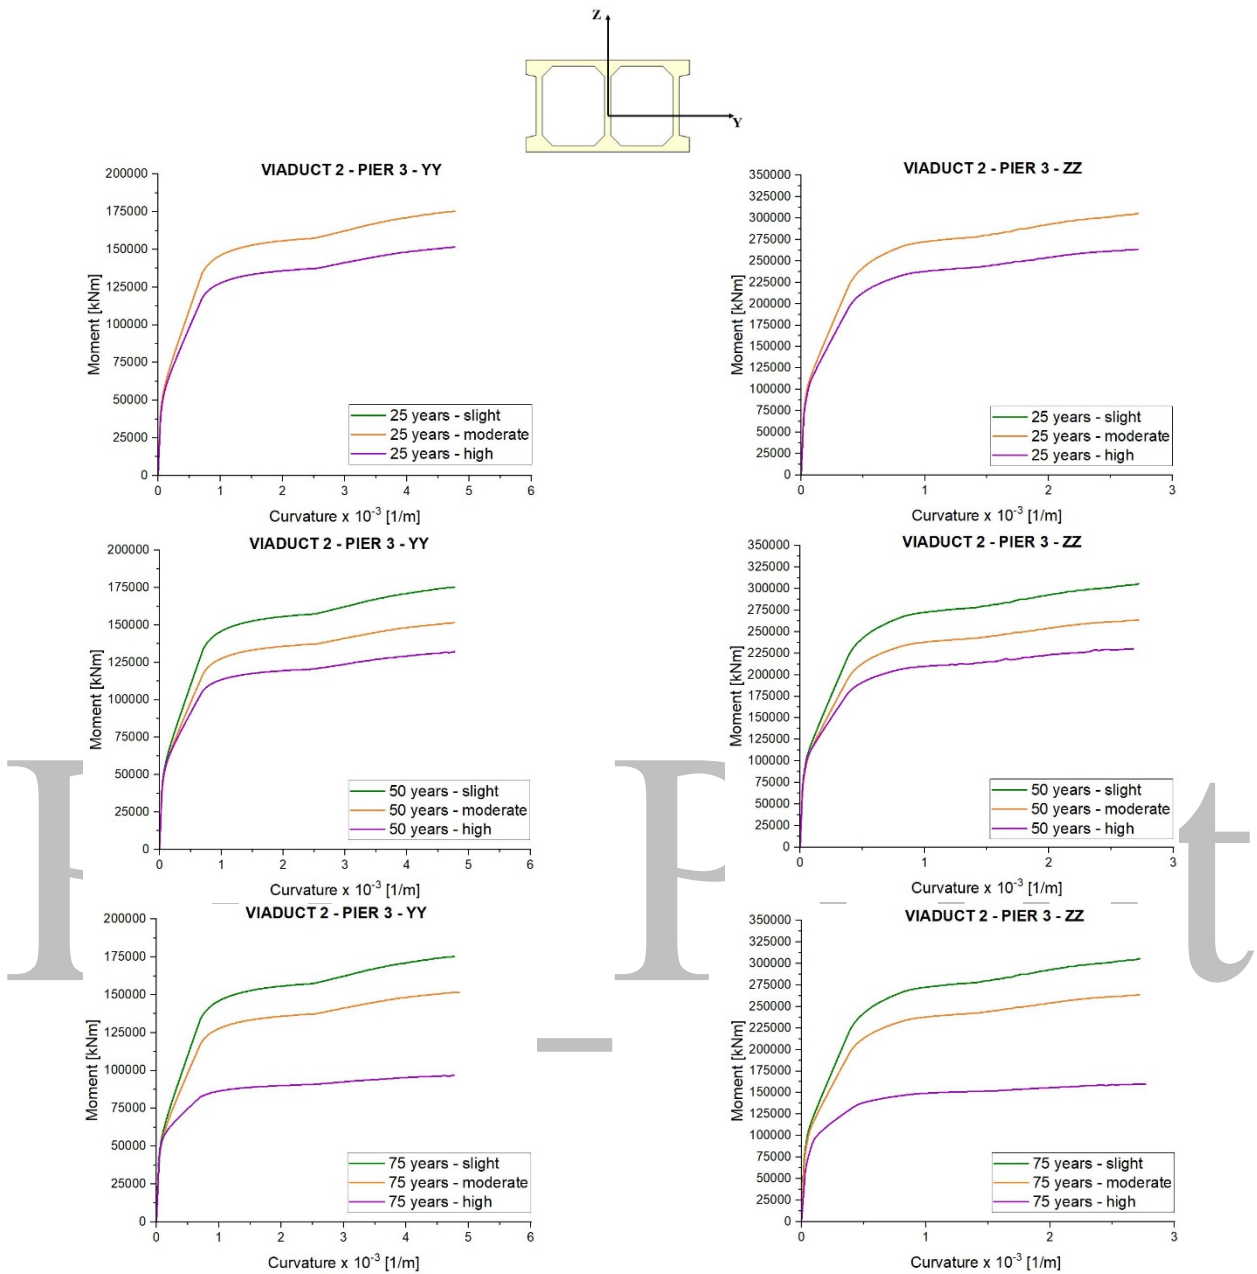 Z
Y
VIADUCT 2 - PIER 3 - YY
Moment [kNm]
200000
175000
150000
125000
100000
75000
50000
25000
0
25 years - slight
25 years - moderate
25 years - high
0 1 2 3 4 5 6
Curvature x 10⁻³ [1/m]
VIADUCT 2 - PIER 3 - ZZ
Moment [kNm]
350000
325000
300000
275000
250000
225000
200000
175000
150000
125000
100000
75000
50000
25000
0
25 years - slight
25 years - moderate
25 years - high
0 1 2 3
Curvature x 10⁻³ [1/m]
VIADUCT 2 - PIER 3 - YY
Moment [kNm]
200000
175000
150000
125000
100000
75000
50000
25000
0
50 years - slight
50 years - moderate
50 years - high
0 1 2 3 4 5 6
Curvature x 10⁻³ [1/m]
VIADUCT 2 - PIER 3 - ZZ
Moment [kNm]
350000
325000
300000
275000
250000
225000
200000
175000
150000
125000
100000
75000
50000
25000
0
50 years - slight
50 years - moderate
50 years - high
0 1 2 3
Curvature x 10⁻³ [1/m]
VIADUCT 2 - PIER 3 - YY
Moment [kNm]
200000
175000
150000
125000
100000
75000
50000
25000
0
75 years - slight
75 years - moderate
75 years - high
0 1 2 3 4 5 6
Curvature x 10⁻³ [1/m]
VIADUCT 2 - PIER 3 - ZZ
Moment [kNm]
350000
325000
300000
275000
250000
225000
200000
175000
150000
125000
100000
75000
50000
25000
0
75 years - slight
75 years - moderate
75 years - high
0 1 2 3
Curvature x 10⁻³ [1/m]